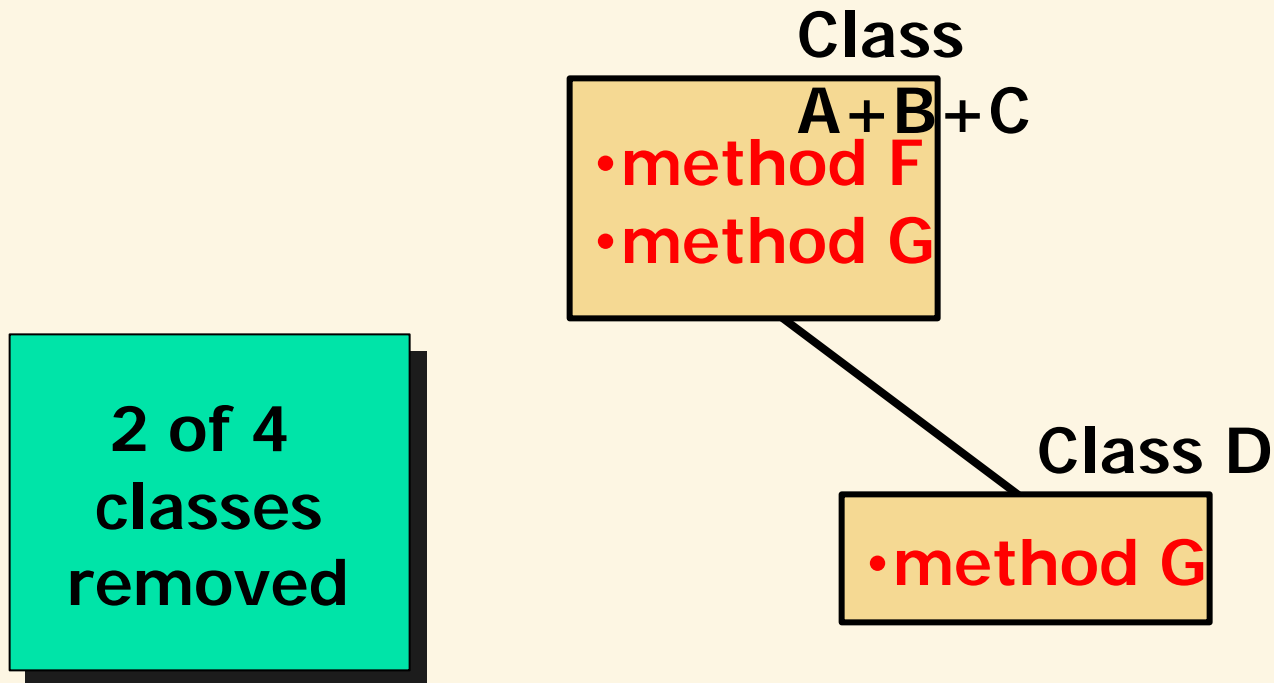 Class
A+B+C
•method F
•method G
2 of 4
classes
removed
Class D
•method G